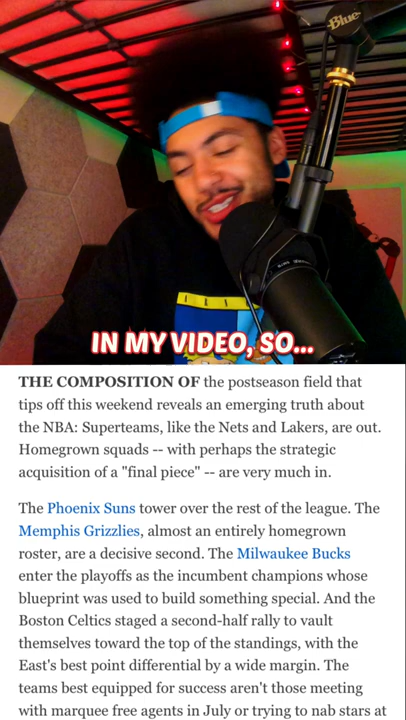 Blue
IN MY VIDEO, SO...
THE COMPOSITION OF the postseason field that
tips off this weekend reveals an emerging truth about
the NBA: Superteams, like the Nets and Lakers, are out.
Homegrown squads -- with perhaps the strategic
acquisition of a "final piece" -- are very much in.
The Phoenix Suns tower over the rest of the league. The
Memphis Grizzlies, almost an entirely homegrown
roster, are a decisive second. The Milwaukee Bucks
enter the playoffs as the incumbent champions whose
blueprint was used to build something special. And the
Boston Celtics staged a second-half rally to vault
themselves toward the top of the standings, with the
East's best point differential by a wide margin. The
teams best equipped for success aren't those meeting
with marquee free agents in July or trying to nab stars at